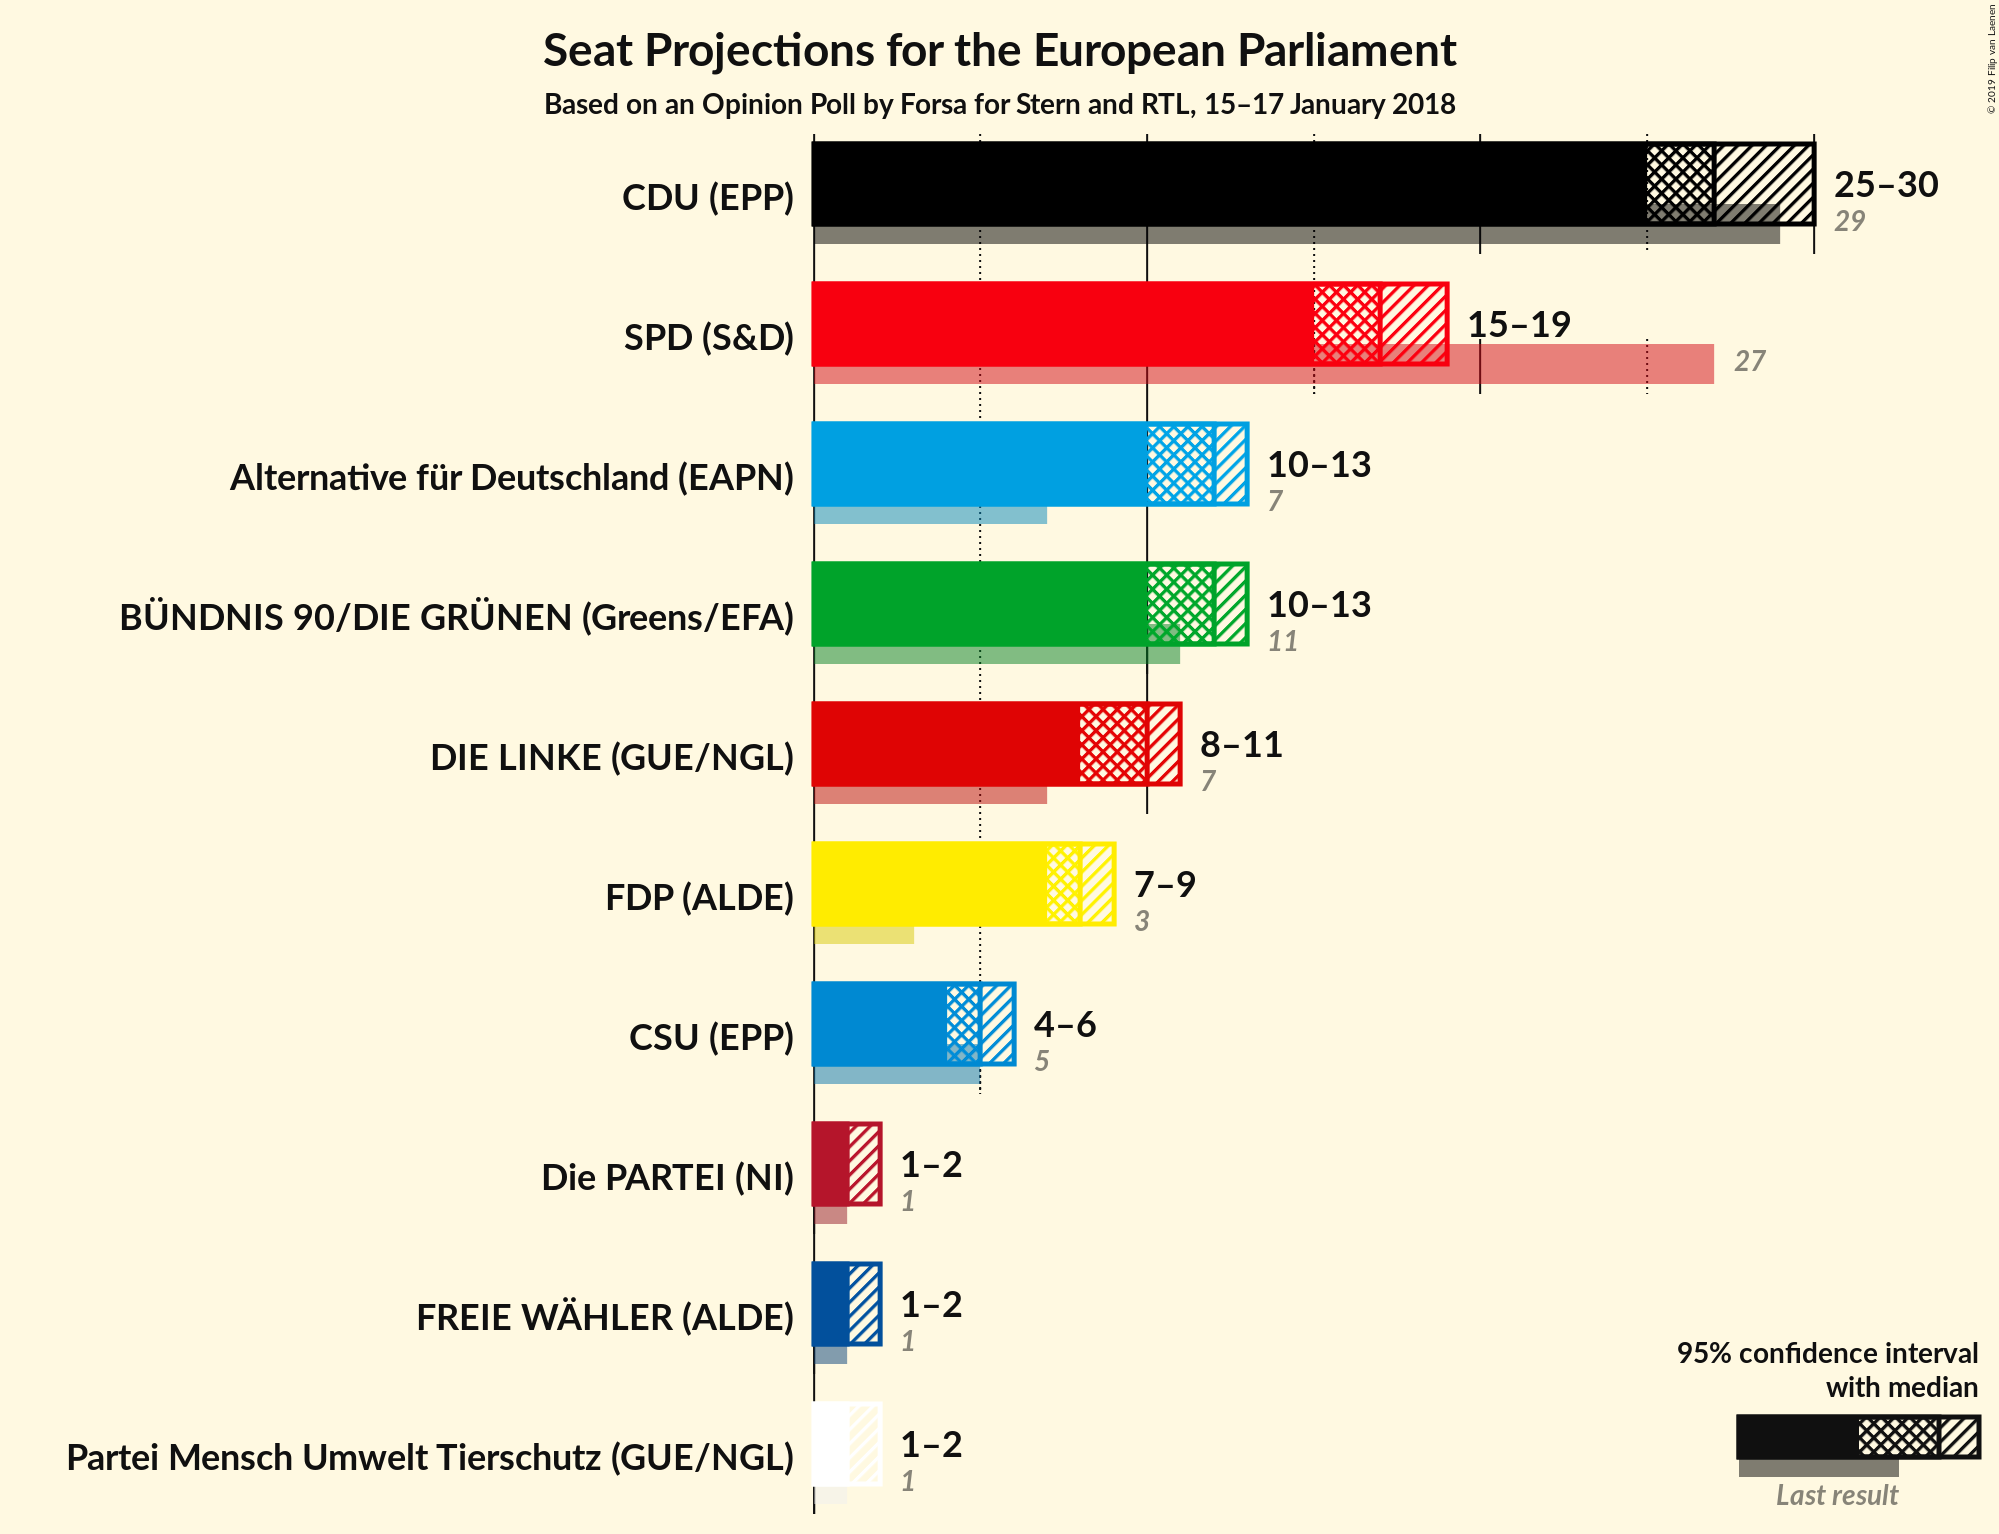 © 2019 Filip van Laenen
Seat Projections for the European Parliament
Based on an Opinion Poll by Forsa for Stern and RTL, 15–17 January 2018
CDU (EPP)
25–30
29
SPD (S&D)
15–19
27
Alternative für Deutschland (EAPN)
10–13
7
BÜNDNIS 90/DIE GRÜNEN (Greens/EFA)
10–13
11
DIE LINKE (GUE/NGL)
8–11
7
FDP (ALDE)
7–9
3
CSU (EPP)
4–6
5
Die PARTEI (NI)
1–2
1
FREIE WÄHLER (ALDE)
1–2
1
Partei Mensch Umwelt Tierschutz (GUE/NGL)
1–2
1
95% confidence interval
with median
Last result